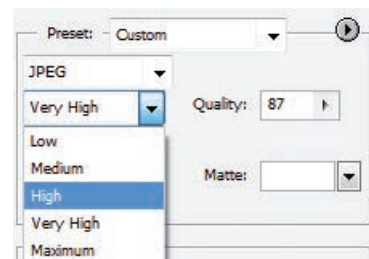 Preset: Custom
JPEG
Very High Quality: 87
Low
Medium Matte:
High
Very High
Maximum